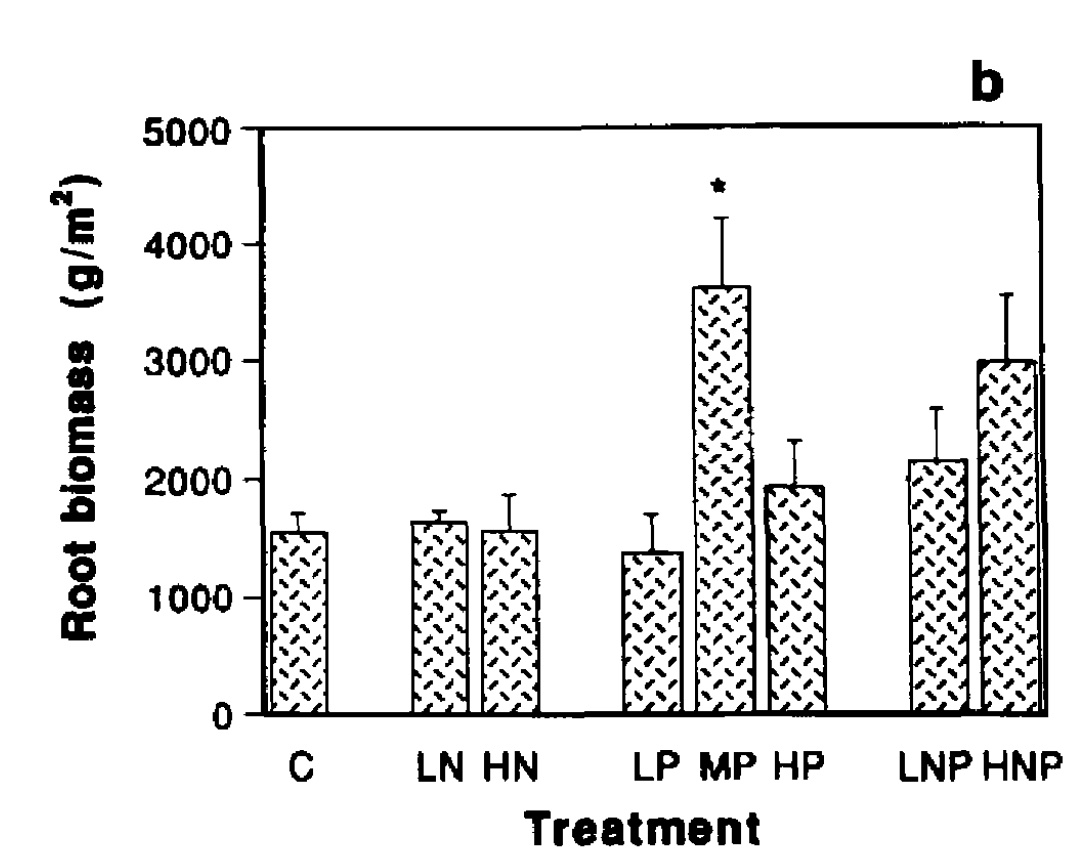 b
5000
4000
3000
2000
1000
0
Root biomass (g/m²)
*
C LN HN LP MP HP LNP HNP
Treatment